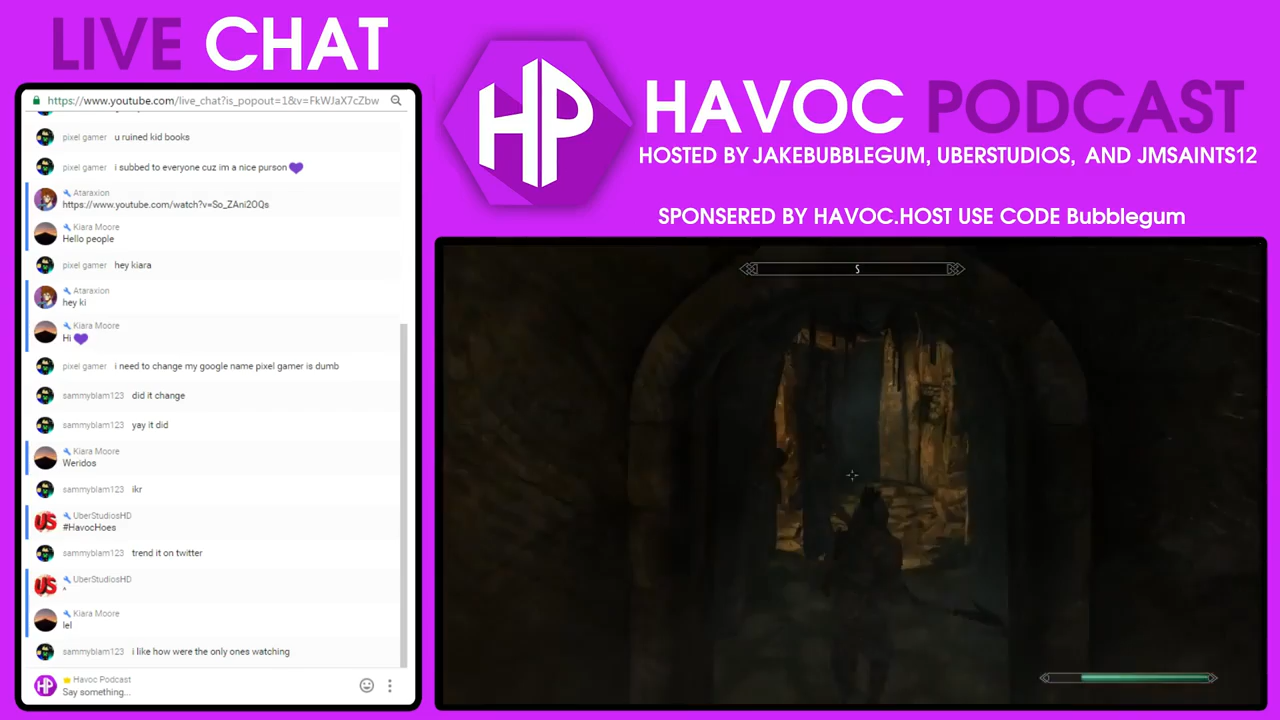 LIVE CHAT
https://www.youtube.com/live_chat?is_popout=1&v=FkWJaX7cZbw
pixel gamer u ruined kid books
pixel gamer i subbed to everyone cuz im a nice purson
Ataraxion
https://www.youtube.com/watch?v=So_ZAni2OQs
Kiara Moore
Hello people
pixel gamer hey kiara
Ataraxion
hey ki
Kiara Moore
Hi
pixel gamer i need to change my google name pixel gamer is dumb
sammyblam123 did it change
sammyblam123 yay it did
Kiara Moore
Weridos
sammyblam123 ikr
UberStudiosHD
#HavocHoes
sammyblam123 trend it on twitter
UberStudiosHD
^
Kiara Moore
lel
sammyblam123 i like how were the only ones watching
Havoc Podcast
Say something...
HP
HAVOC PODCAST
HOSTED BY JAKEBUBBLEGUM, UBERSTUDIOS, AND JMSAINTS12
SPONSERED BY HAVOC.HOST USE CODE Bubblegum
S